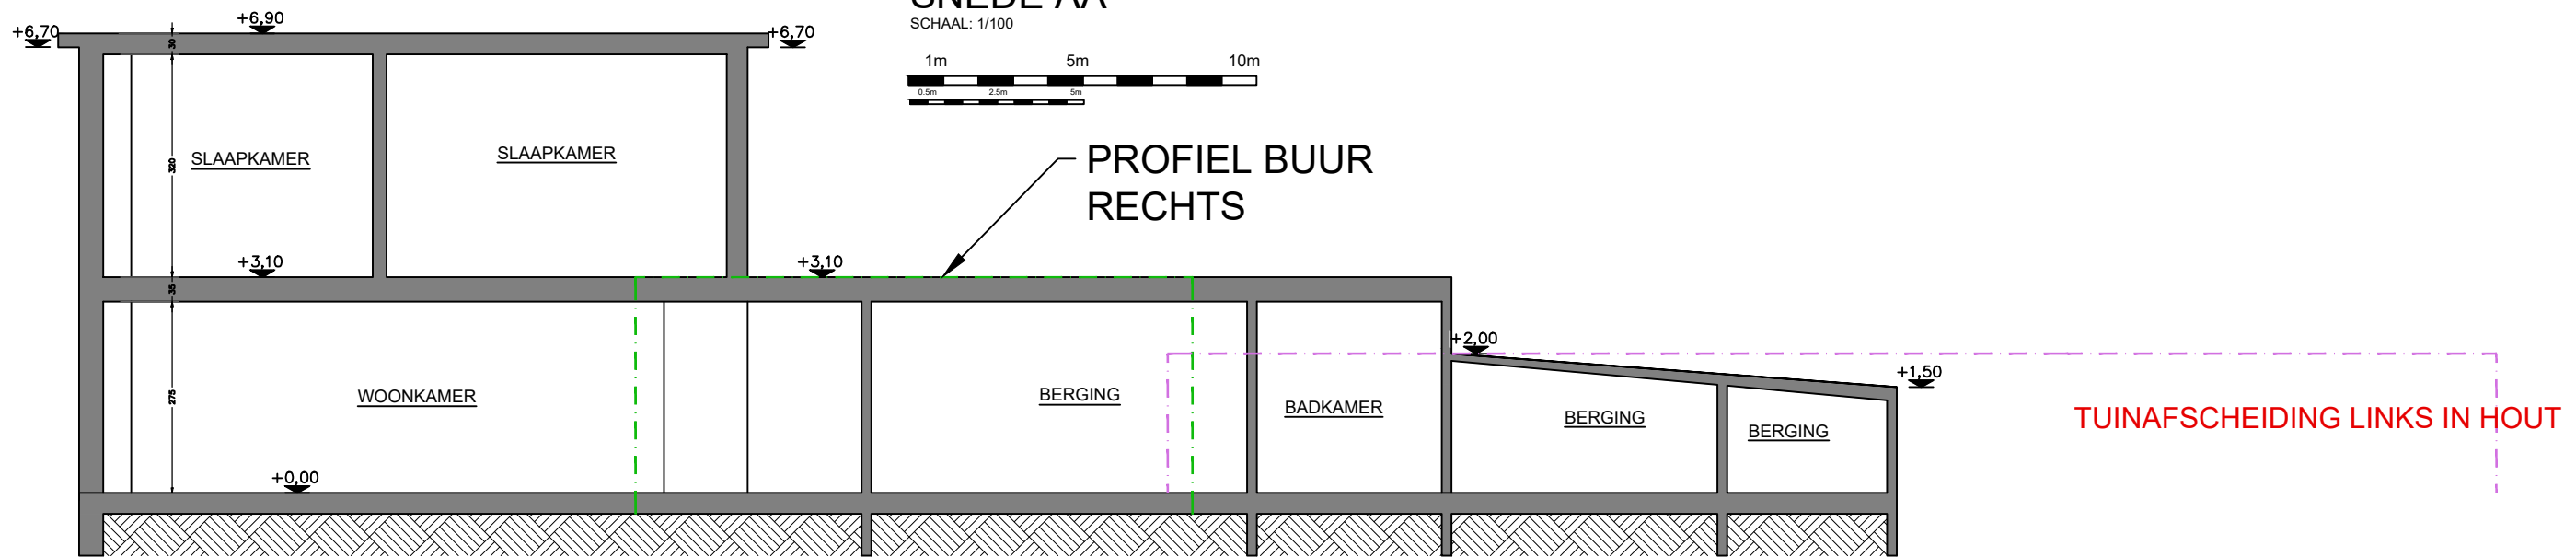 SNEDE AA
SCHAAL: 1/100
+6,90
+6,70
+6,70
30
1m 5m 10m
0.5m 2.5m 5m
320
SLAAPKAMER
SLAAPKAMER
PROFIEL BUUR
RECHTS
+3,10
+3,10
35
+2,00
+1,50
275
WOONKAMER
BERGING
BADKAMER
BERGING
BERGING
TUINAFSCHEIDING LINKS IN HOUT
+0,00